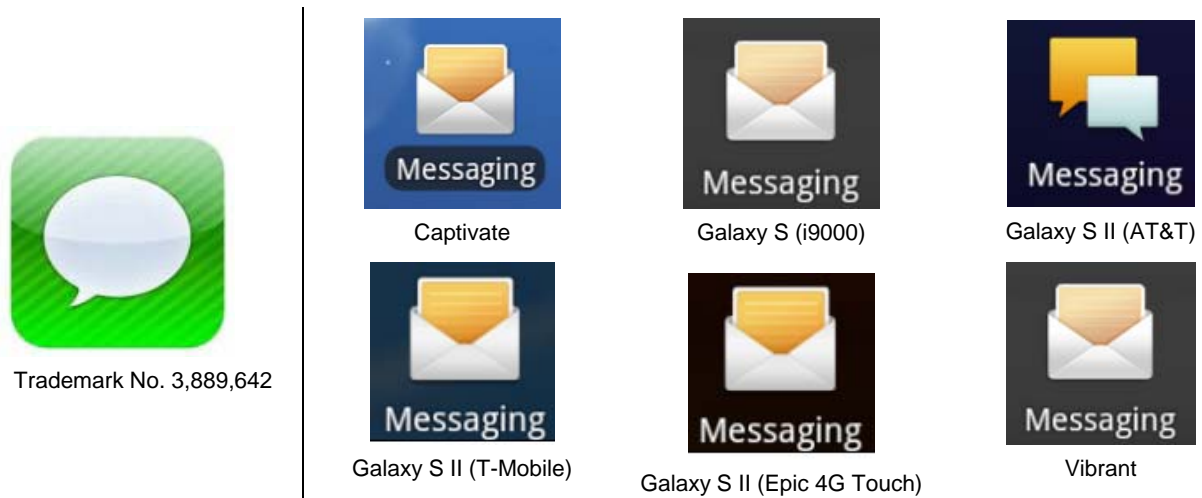 Messaging
Messaging
Messaging
Captivate
Galaxy S (i9000)
Galaxy S II (AT&T)
Trademark No. 3,889,642
Messaging
Messaging
Messaging
Galaxy S II (T-Mobile)
Galaxy S II (Epic 4G Touch)
Vibrant